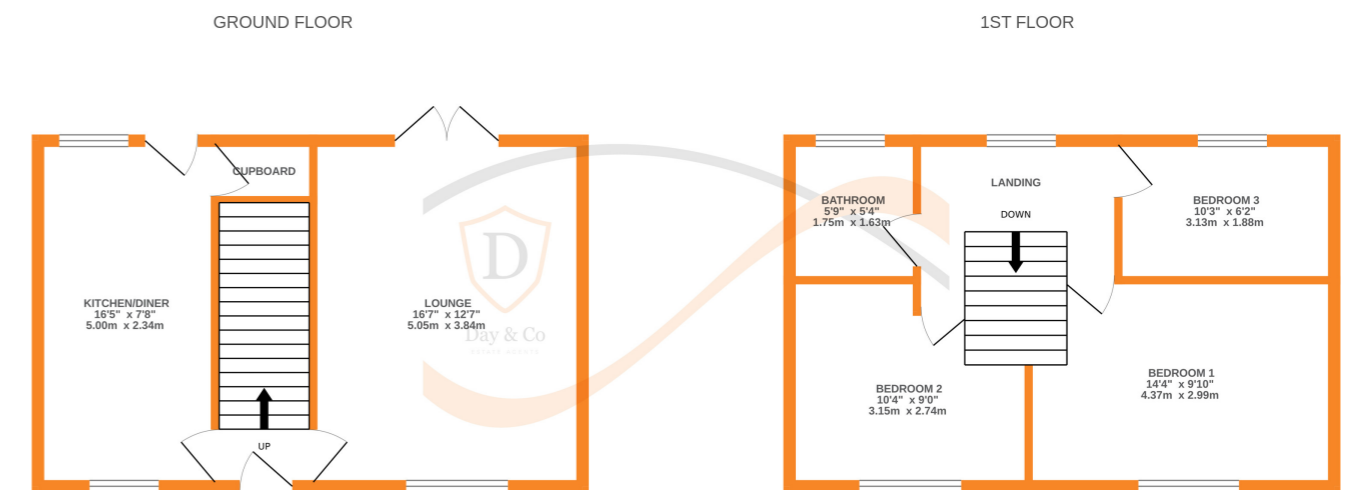 GROUND FLOOR
1ST FLOOR
CUPBOARD
KITCHEN/DINER
16'5" x 7'8"
5.00m x 2.34m
LOUNGE
16'7" x 12'7"
5.05m x 3.84m
UP
D
Day & Co
ESTATE AGENTS
LANDING
DOWN
BATHROOM
5'9" x 5'4"
1.75m x 1.63m
BEDROOM 3
10'3" x 6'2"
3.13m x 1.88m
BEDROOM 2
10'4" x 9'0"
3.15m x 2.74m
BEDROOM 1
14'4" x 9'10"
4.37m x 2.99m